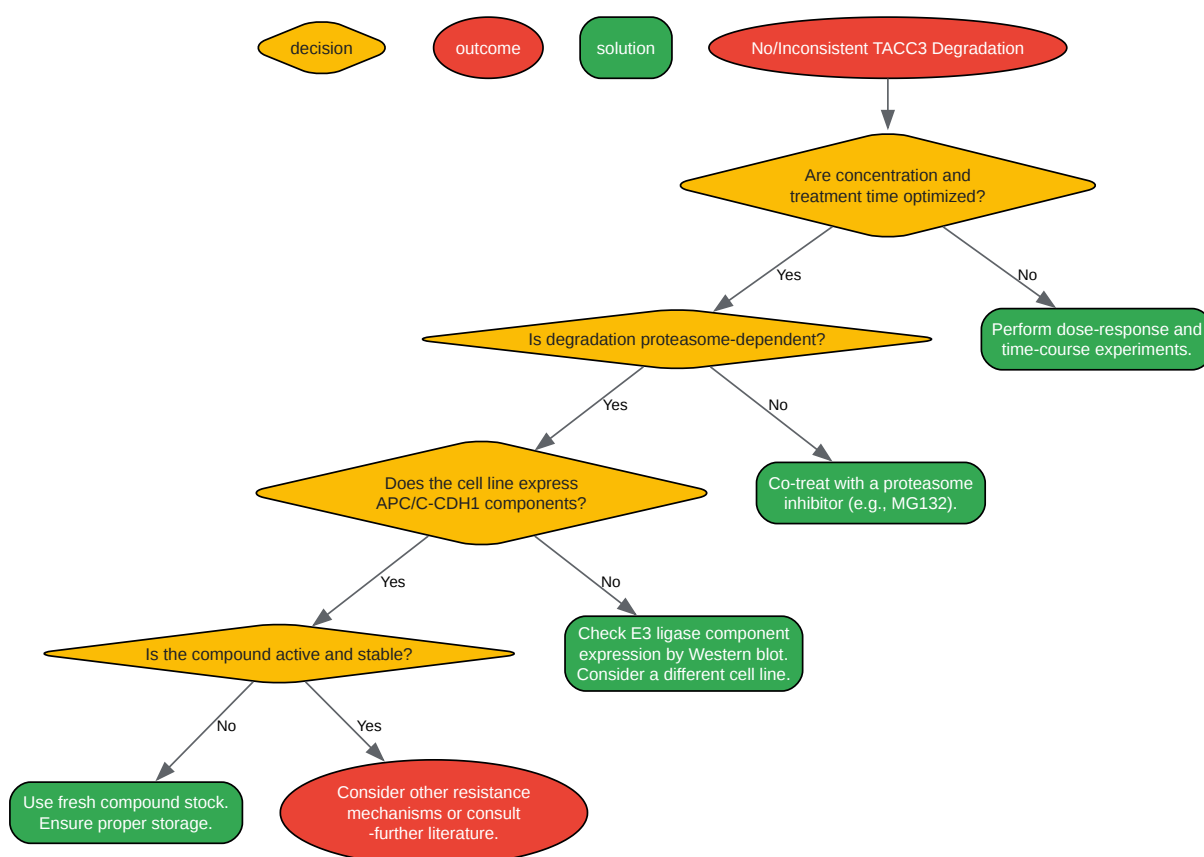 decision
outcome
solution
No/Inconsistent TACC3 Degradation
Are concentration and
treatment time optimized?
Yes
No
Is degradation proteasome-dependent?
Perform dose-response and
time-course experiments.
Yes
No
Does the cell line express
APC/C-CDH1 components?
Co-treat with a proteasome
inhibitor (e.g., MG132).
Yes
No
Is the compound active and stable?
Check E3 ligase component
expression by Western blot.
Consider a different cell line.
No
Yes
Use fresh compound stock.
Ensure proper storage.
Consider other resistance
mechanisms or consult
-further literature.